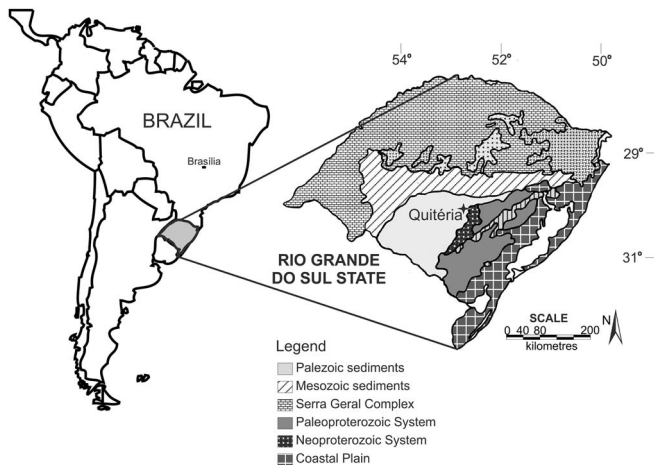 BRAZIL
Brasília
54°
52°
50°
29°
31°
Quitéria
RIO GRANDE
DO SUL STATE
SCALE
0 40 80 200
kilometres
N
Legend
Palezoic sediments
Mesozoic sediments
Serra Geral Complex
Paleoproterozoic System
Neoproterozoic System
Coastal Plain